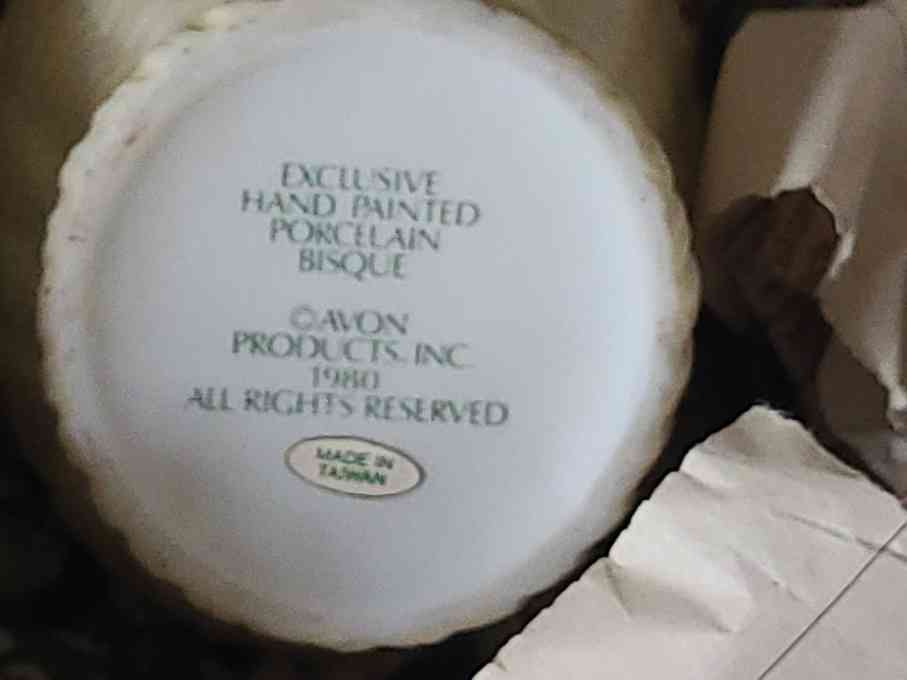 EXCLUSIVE
HAND PAINTED
PORCELAIN
BISQUE
©AVON
PRODUCTS, INC.
1980
ALL RIGHTS RESERVED
MADE IN
TAIWAN